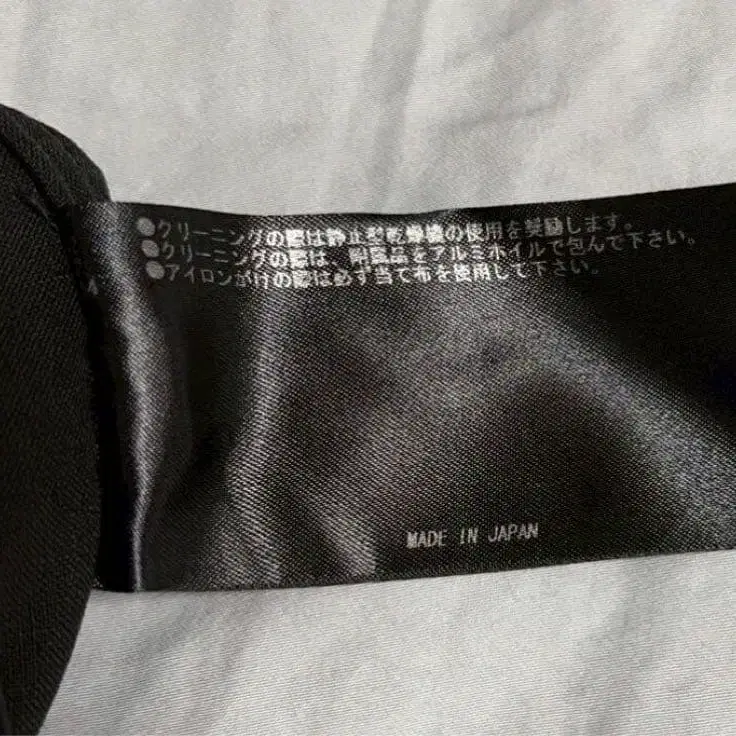 ●クリーニングの際は静止型乾燥機の使用を奨励します。
●クリーニングの際は、附属品をアルミホイルで包んで下さい。
●アイロンがけの際は必ず当て布を使用して下さい。
MADE IN JAPAN